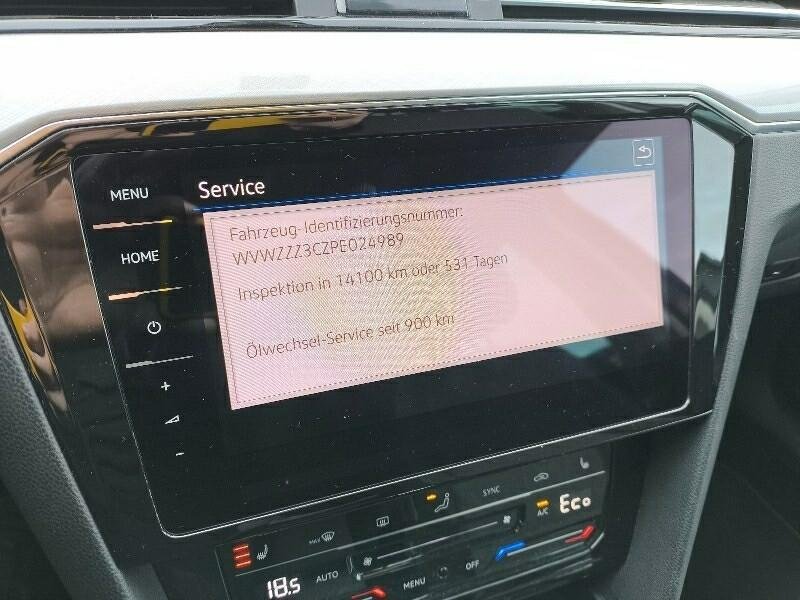 MENU
Service
Fahrzeug-Identifizierungsnummer:
WVWZZZ3CZPE024989
HOME
Inspektion in 14100 km oder 531 Tagen
Ölwechsel-Service seit 900 km
+
-
SYNC
MAX
A/C
Eco
18.5
AUTO
MENU
OFF